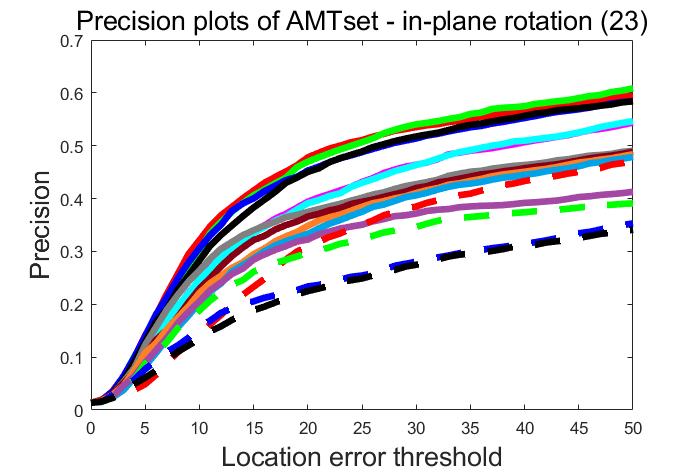 Precision plots of AMTset - in-plane rotation (23)
0.7
0.6
0.5
0.4
0.3
0.2
0.1
0
Precision
0 5 10 15 20 25 30 35 40 45 50
Location error threshold